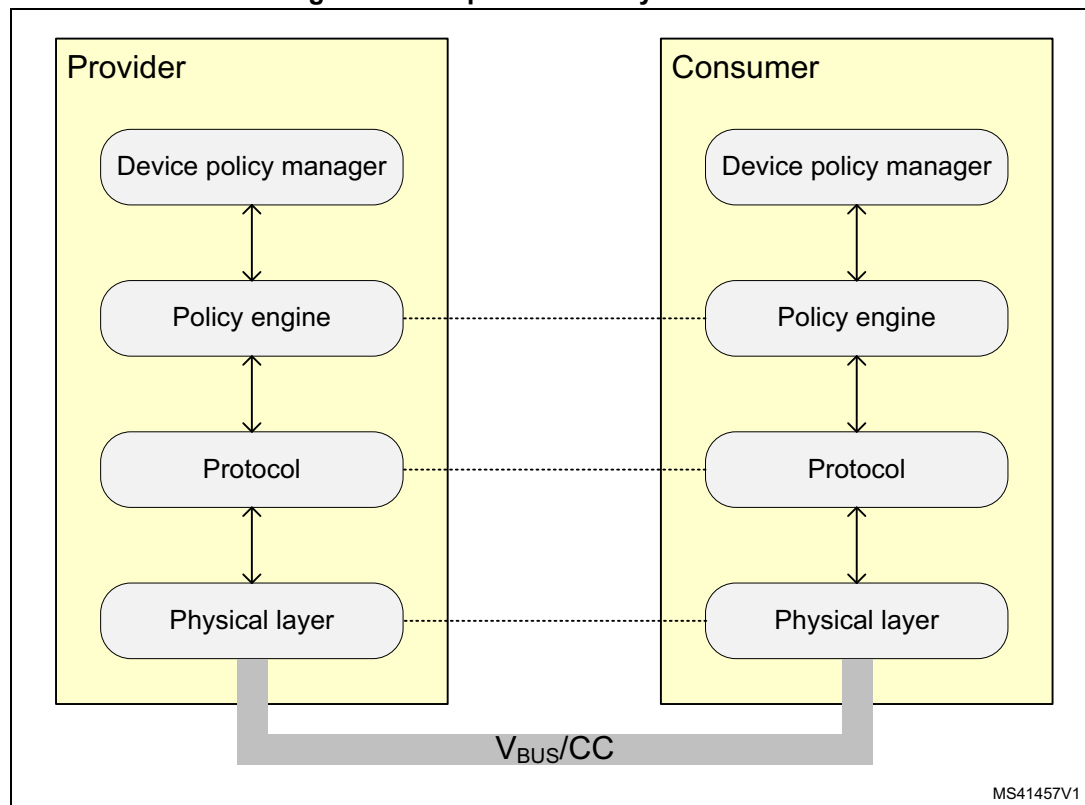 Provider
Consumer
Device policy manager
Device policy manager
Policy engine
Policy engine
Protocol
Protocol
Physical layer
Physical layer
VBUS/CC
MS41457V1